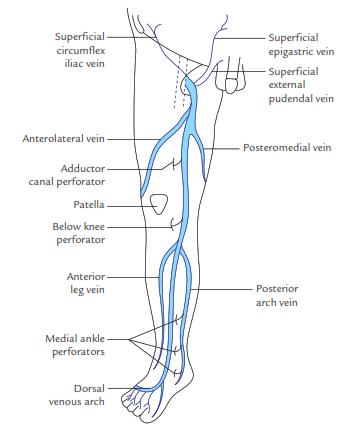 Superficial
circumflex
iliac vein
Superficial
epigastric vein
Superficial
external
pudendal vein
Anterolateral vein
Posteromedial vein
Adductor
canal perforator
Patella
Below knee
perforator
Anterior
leg vein
Posterior
arch vein
Medial ankle
perforators
Dorsal
venous arch